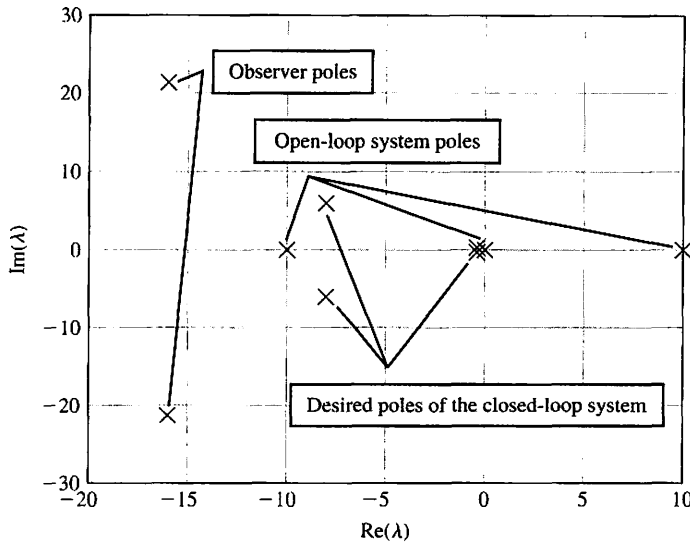 30
20
10
0
−10
−20
−30
Im(λ)
Observer poles
Open-loop system poles
Desired poles of the closed-loop system
−20 −15 −10 −5 0 5 10
Re(λ)